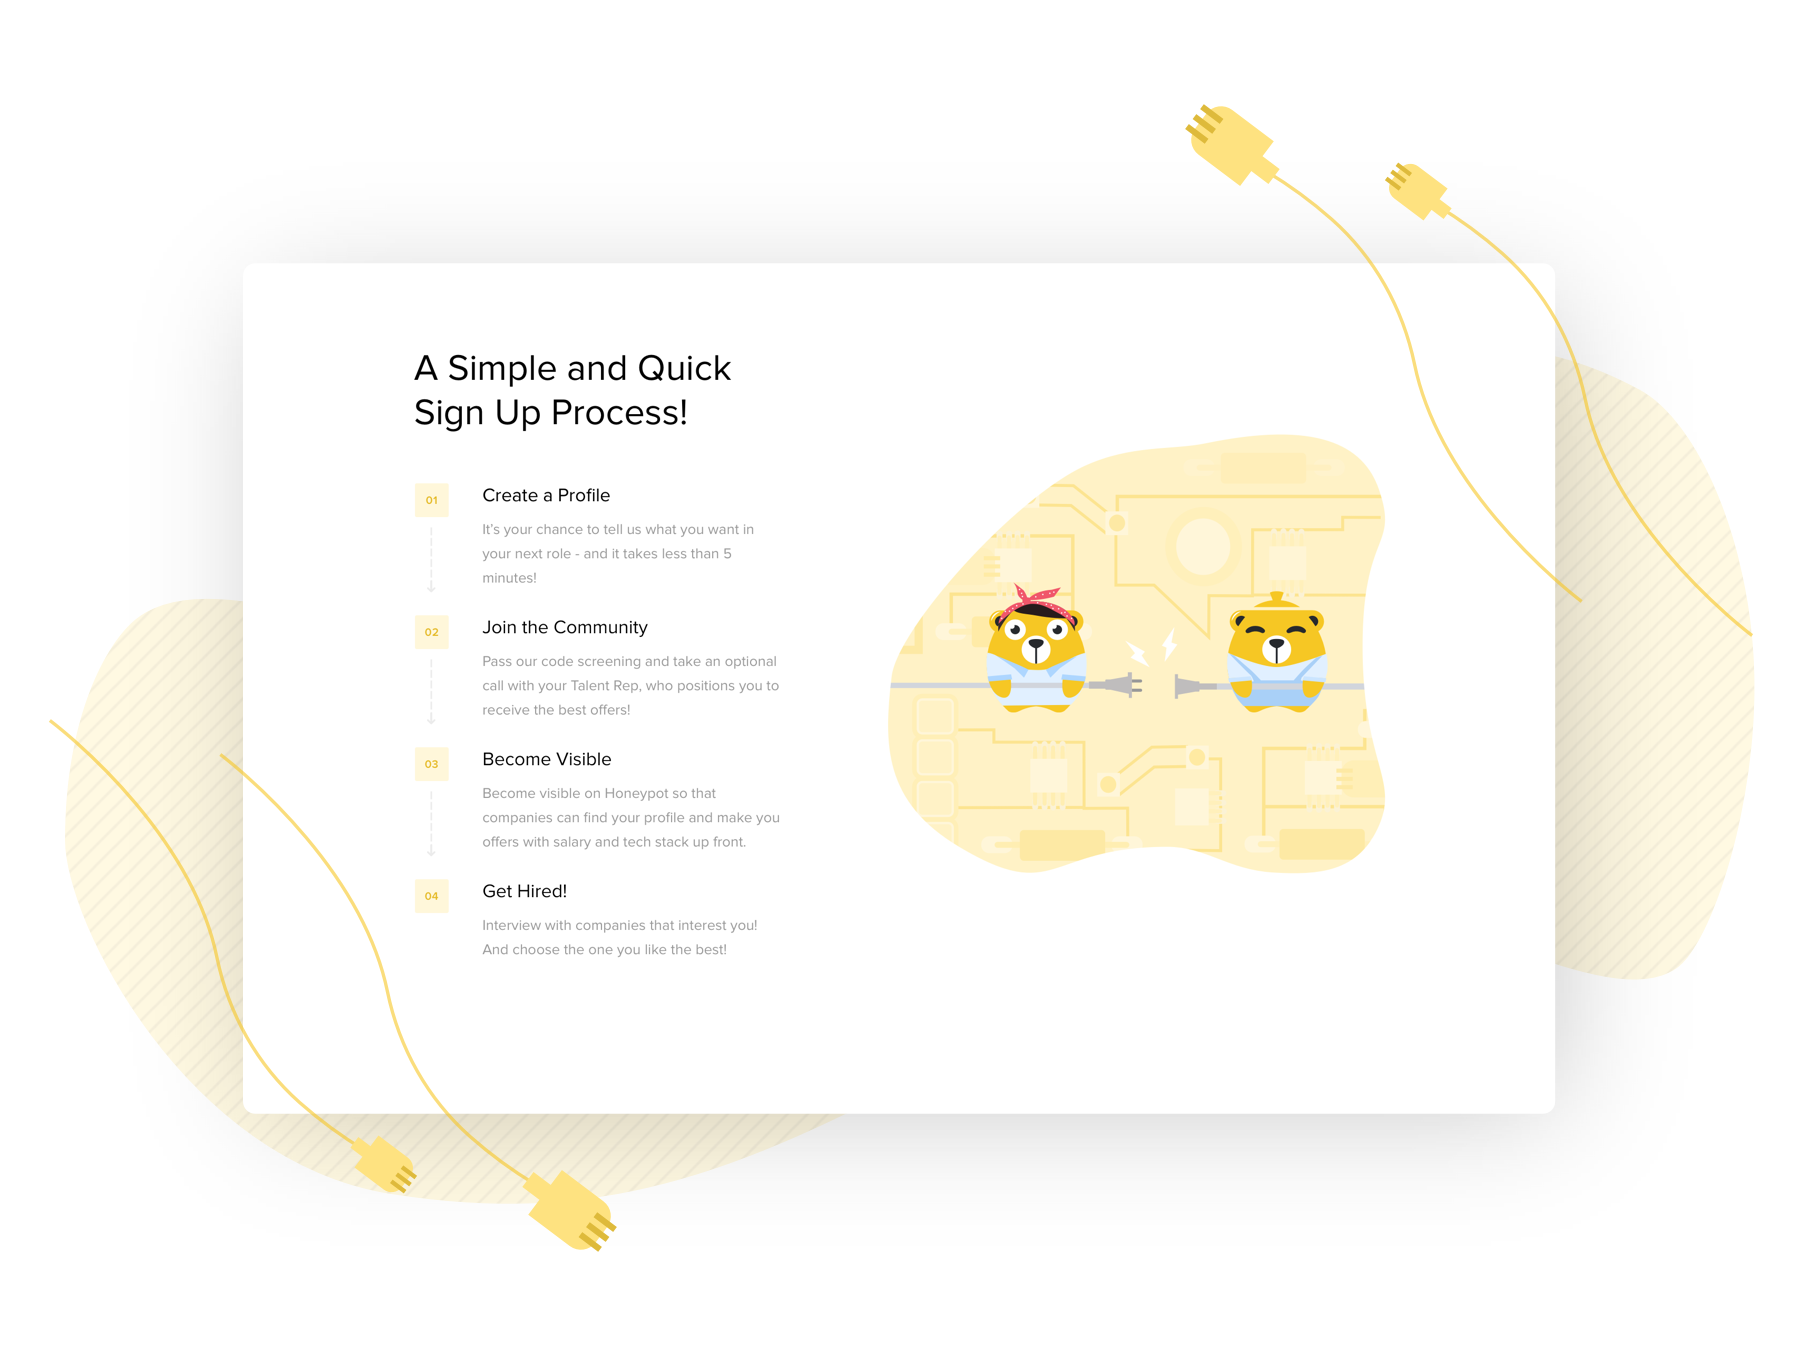 A Simple and Quick
Sign Up Process!
01
Create a Profile
It's your chance to tell us what you want in
your next role - and it takes less than 5
minutes!
02
Join the Community
Pass our code screening and take an optional
call with your Talent Rep, who positions you to
receive the best offers!
03
Become Visible
Become visible on Honeypot so that
companies can find your profile and make you
offers with salary and tech stack up front.
04
Get Hired!
Interview with companies that interest you!
And choose the one you like the best!